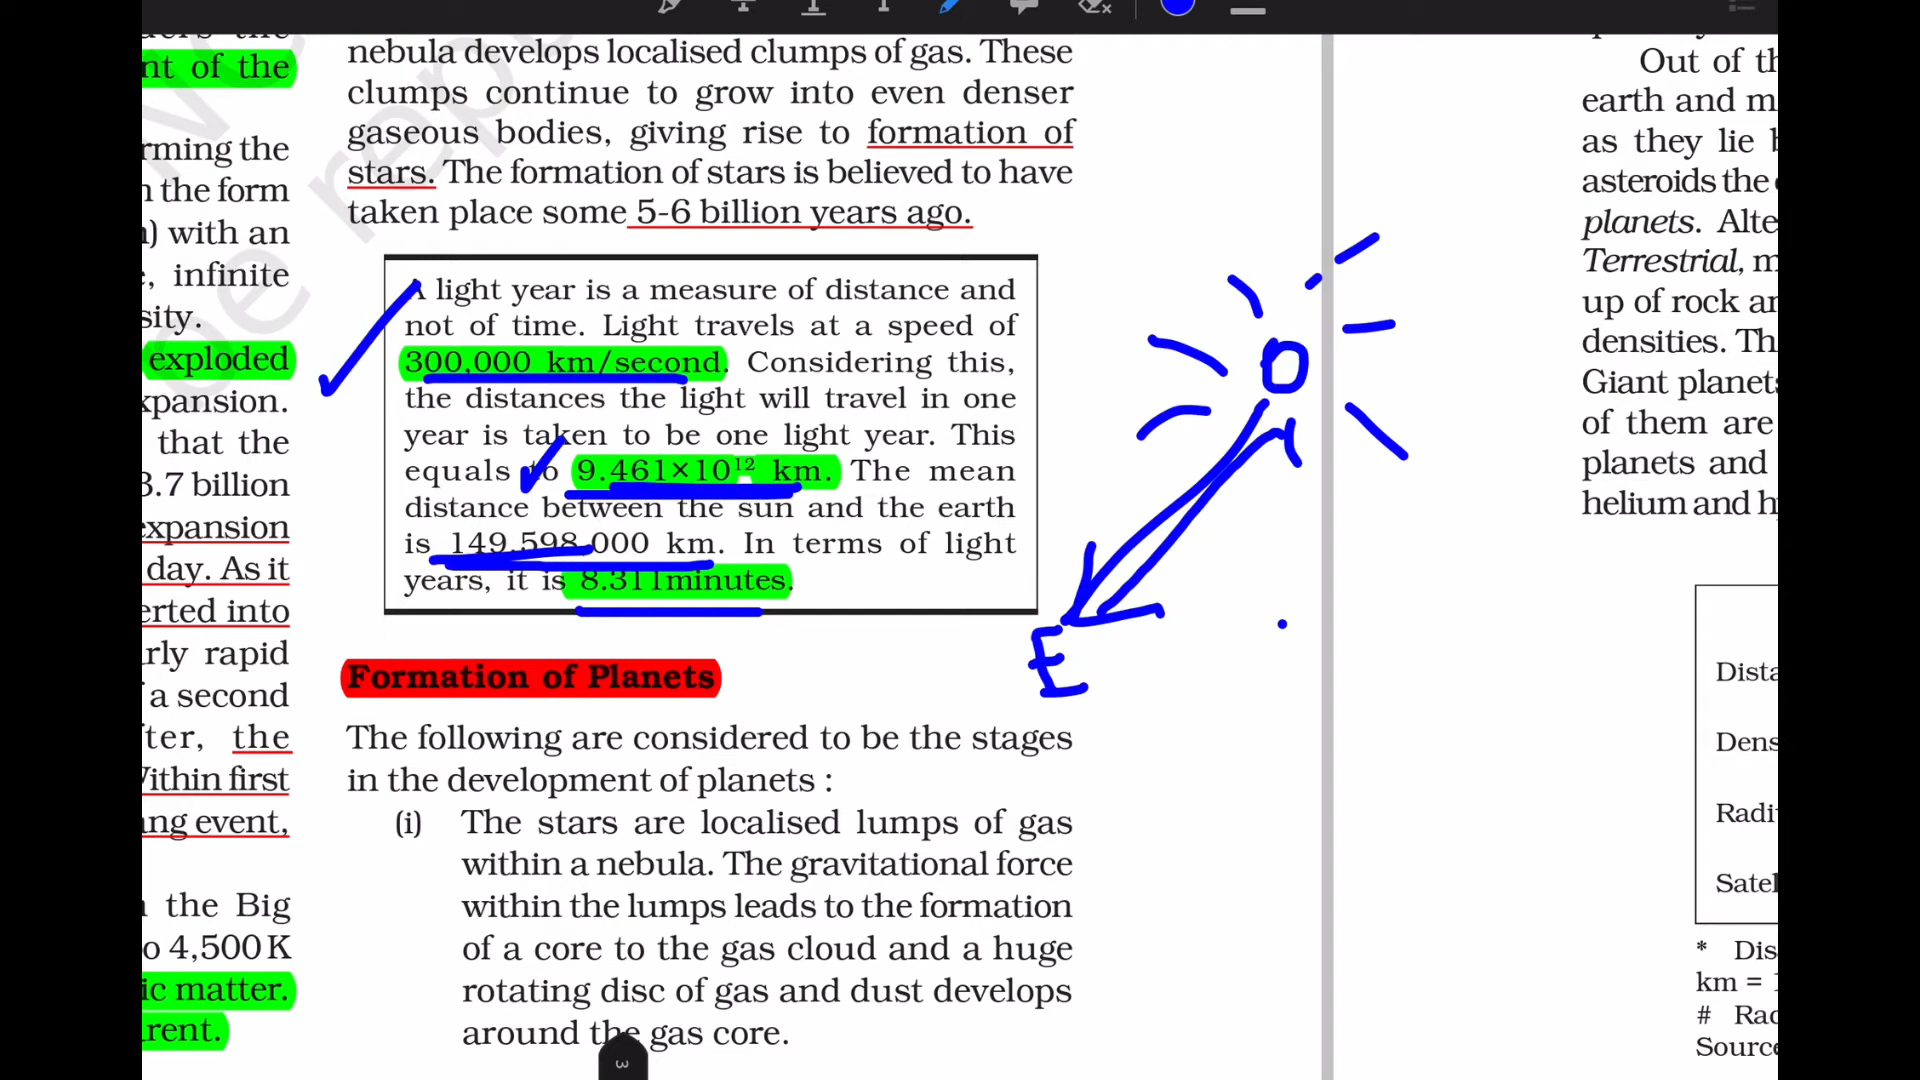 nt of the
rming the
n the form
) with an
, infinite
sity.
exploded
xpansion.
that the
3.7 billion
expansion
day. As it
erted into
rly rapid
a second
ter, the
Within first
ang event,
the Big
o 4,500 K
ic matter.
rent.
nebula develops localised clumps of gas. These
clumps continue to grow into even denser
gaseous bodies, giving rise to formation of
stars. The formation of stars is believed to have
taken place some 5-6 billion years ago.
A light year is a measure of distance and
not of time. Light travels at a speed of
300,000 km/second. Considering this,
the distances the light will travel in one
year is taken to be one light year. This
equals to 9.461×10¹² km. The mean
distance between the sun and the earth
is 149,598,000 km. In terms of light
years, it is 8.311minutes.
E
Formation of Planets
The following are considered to be the stages
in the development of planets :
(i) The stars are localised lumps of gas
within a nebula. The gravitational force
within the lumps leads to the formation
of a core to the gas cloud and a huge
rotating disc of gas and dust develops
around the gas core.
3
Out of th
earth and m
as they lie b
asteroids the
planets. Alte
Terrestrial, m
up of rock an
densities. Th
Giant planets
of them are
planets and
helium and h
Dista
Dens
Radi
Satel
* Dis
km = 1
# Rad
Source